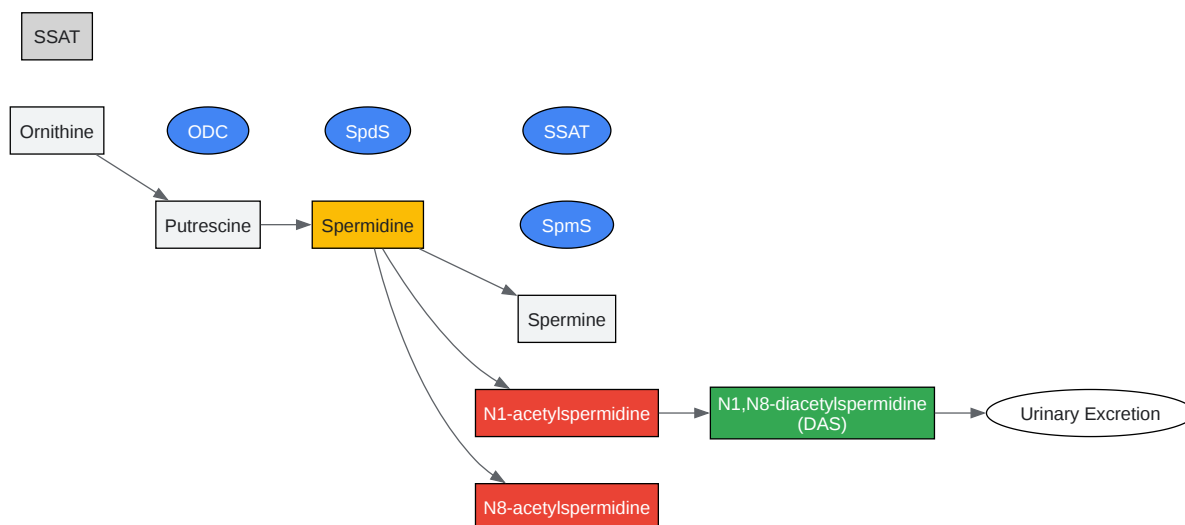 SSAT
Ornithine
ODC
SpdS
SSAT
Putrescine
Spermidine
SpmS
Spermine
N1-acetylspermidine
N1,N8-diacetylspermidine
(DAS)
Urinary Excretion
N8-acetylspermidine